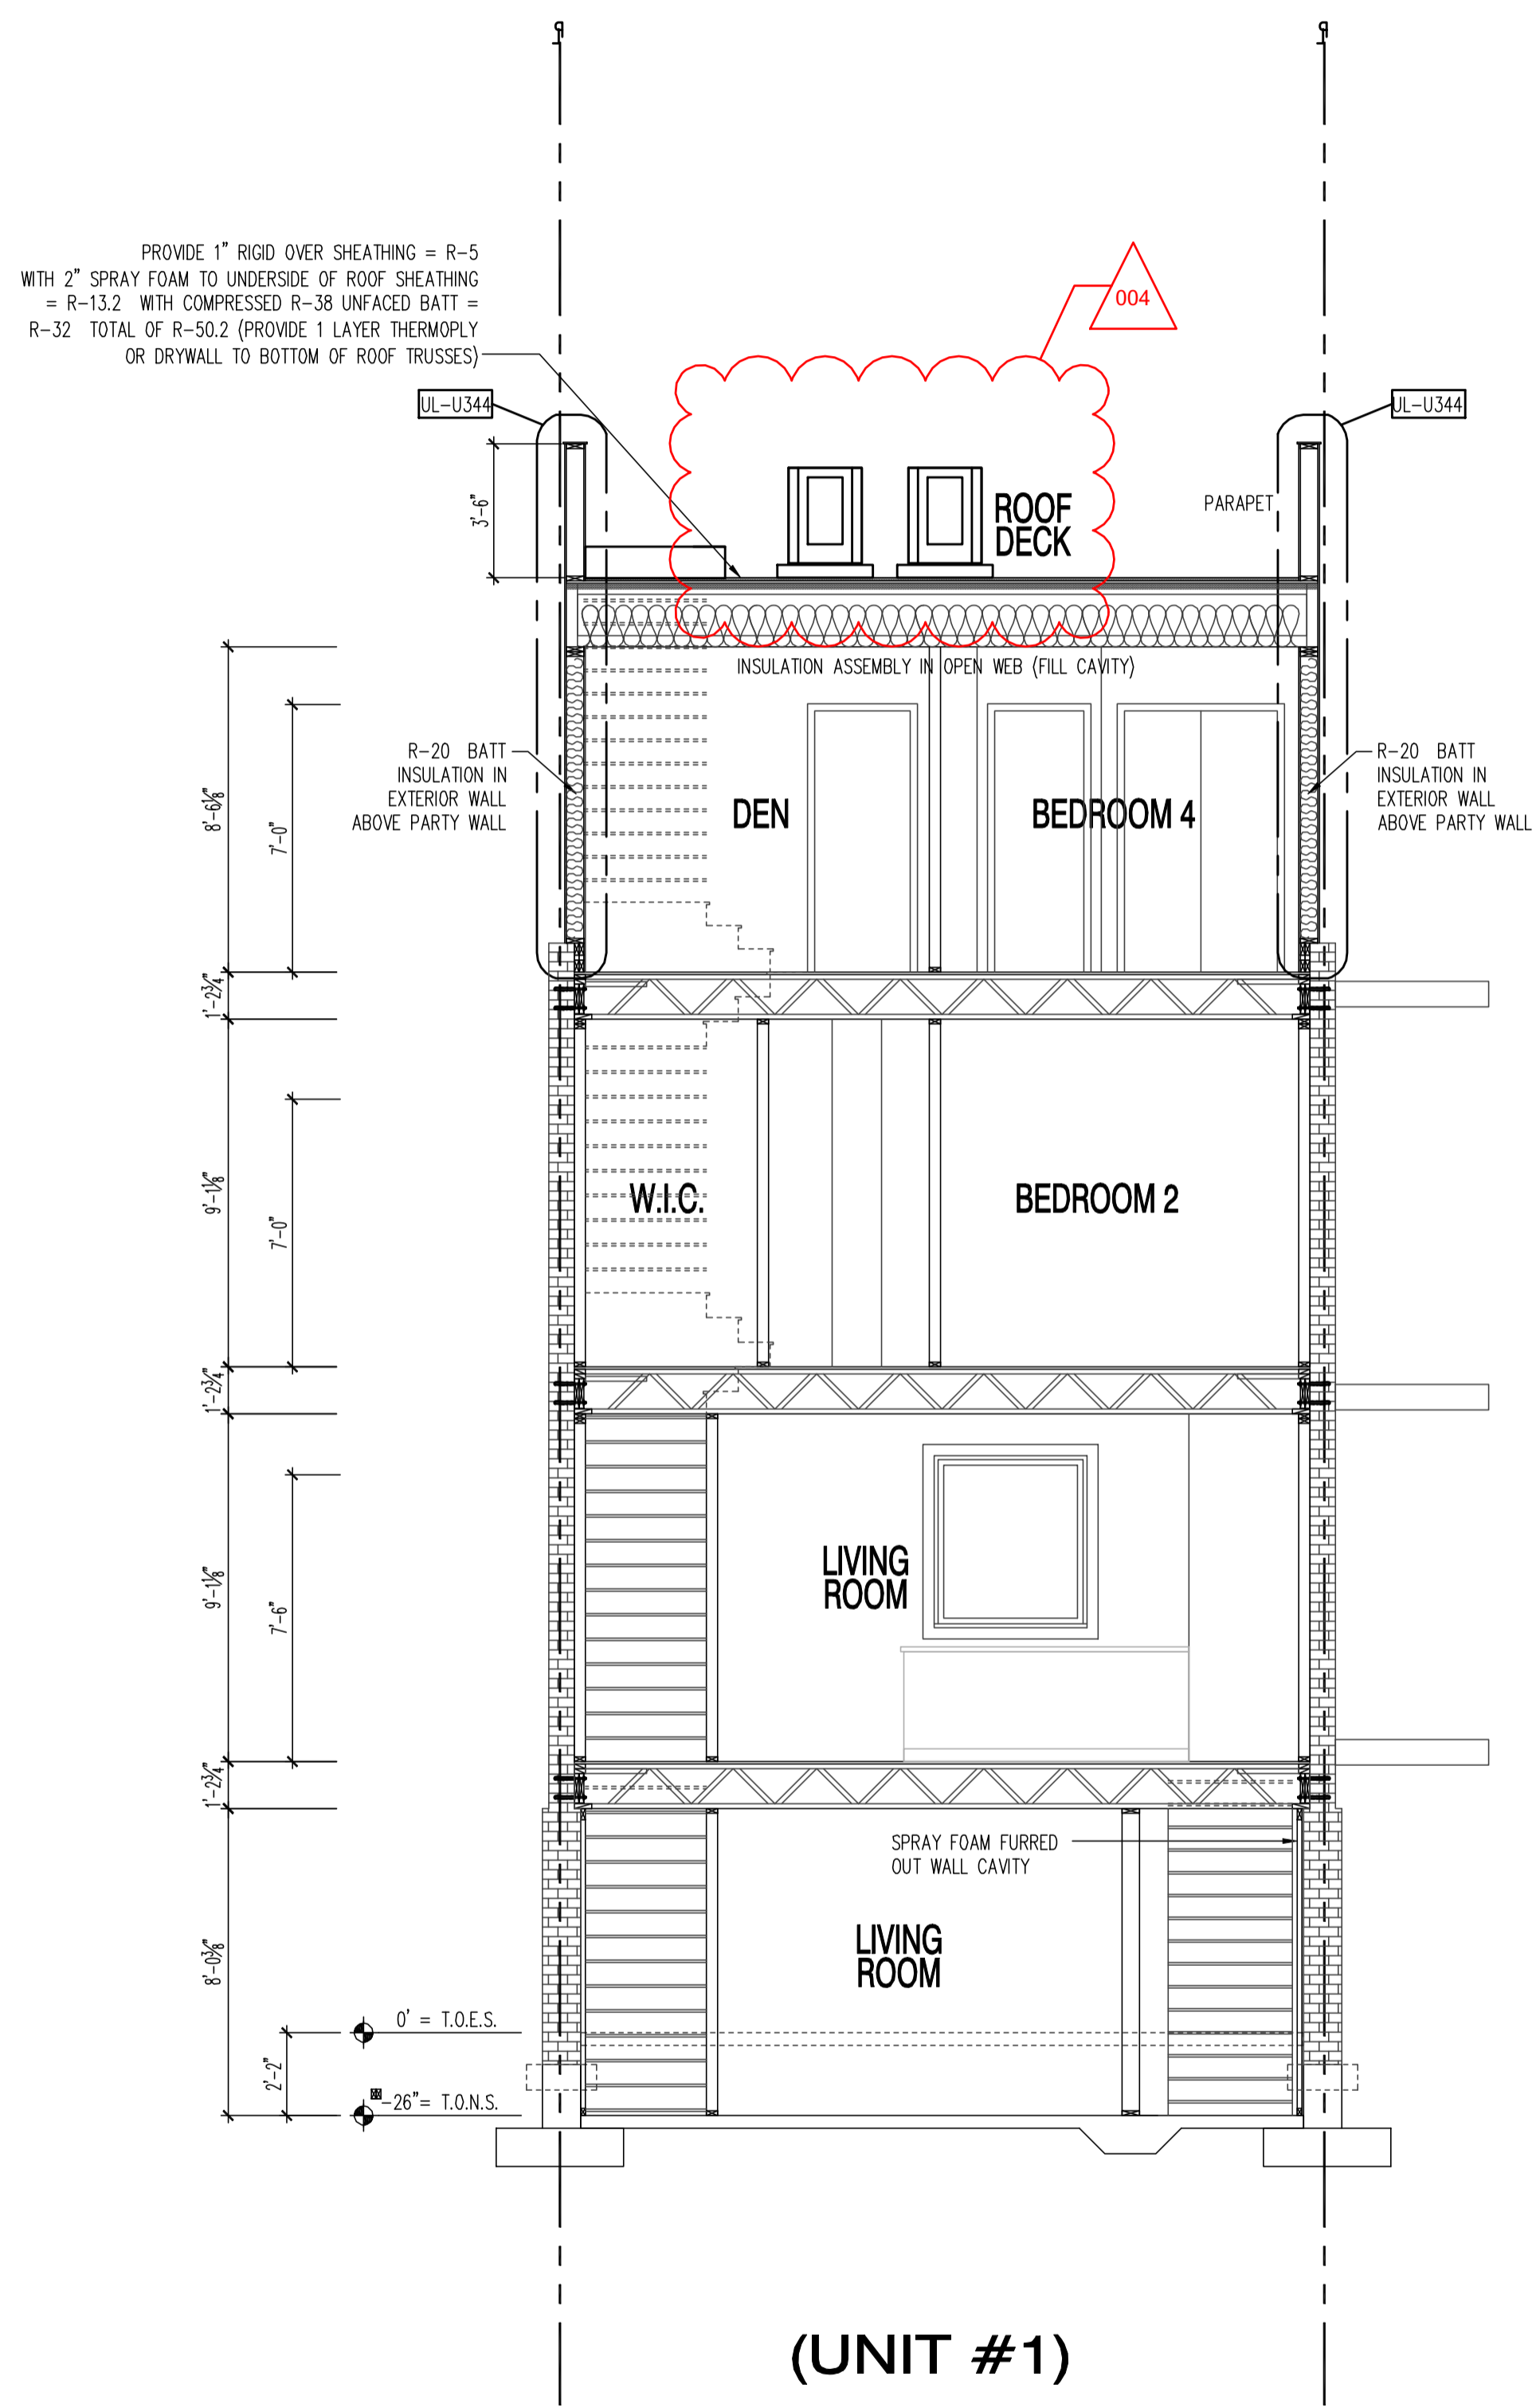 PROVIDE 1" RIGID OVER SHEATHING = R-5
WITH 2" SPRAY FOAM TO UNDERSIDE OF ROOF SHEATHING
= R-13.2 WITH COMPRESSED R-38 UNFACED BATT =
R-32 TOTAL OF R-50.2 (PROVIDE 1 LAYER THERMOPLY
OR DRYWALL TO BOTTOM OF ROOF TRUSSES)
004
UL-U344
UL-U344
3'-6"
ROOF
DECK
PARAPET
INSULATION ASSEMBLY IN OPEN WEB (FILL CAVITY)
R-20 BATT
INSULATION IN
EXTERIOR WALL
ABOVE PARTY WALL
R-20 BATT
INSULATION IN
EXTERIOR WALL
ABOVE PARTY WALL
8'-6⅛"
7'-0"
DEN
BEDROOM 4
1'-2¾"
9'-1⅛"
7'-0"
W.I.C.
BEDROOM 2
1'-2¾"
9'-1⅛"
7'-6"
LIVING
ROOM
1'-2¾"
SPRAY FOAM FURRED
OUT WALL CAVITY
8'-0⅜"
LIVING
ROOM
0' = T.O.E.S.
2'-2"
-26"= T.O.N.S.
(UNIT #1)